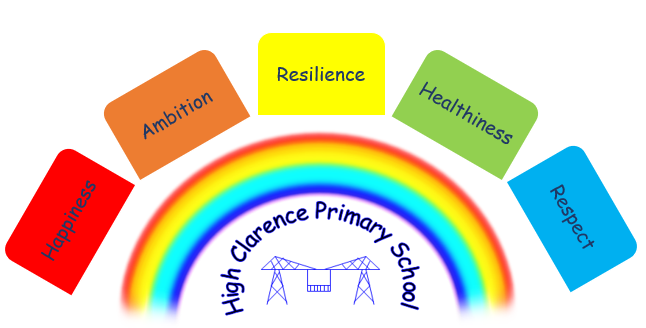 Happiness
Ambition
Resilience
Healthiness
Respect
High Clarence Primary School